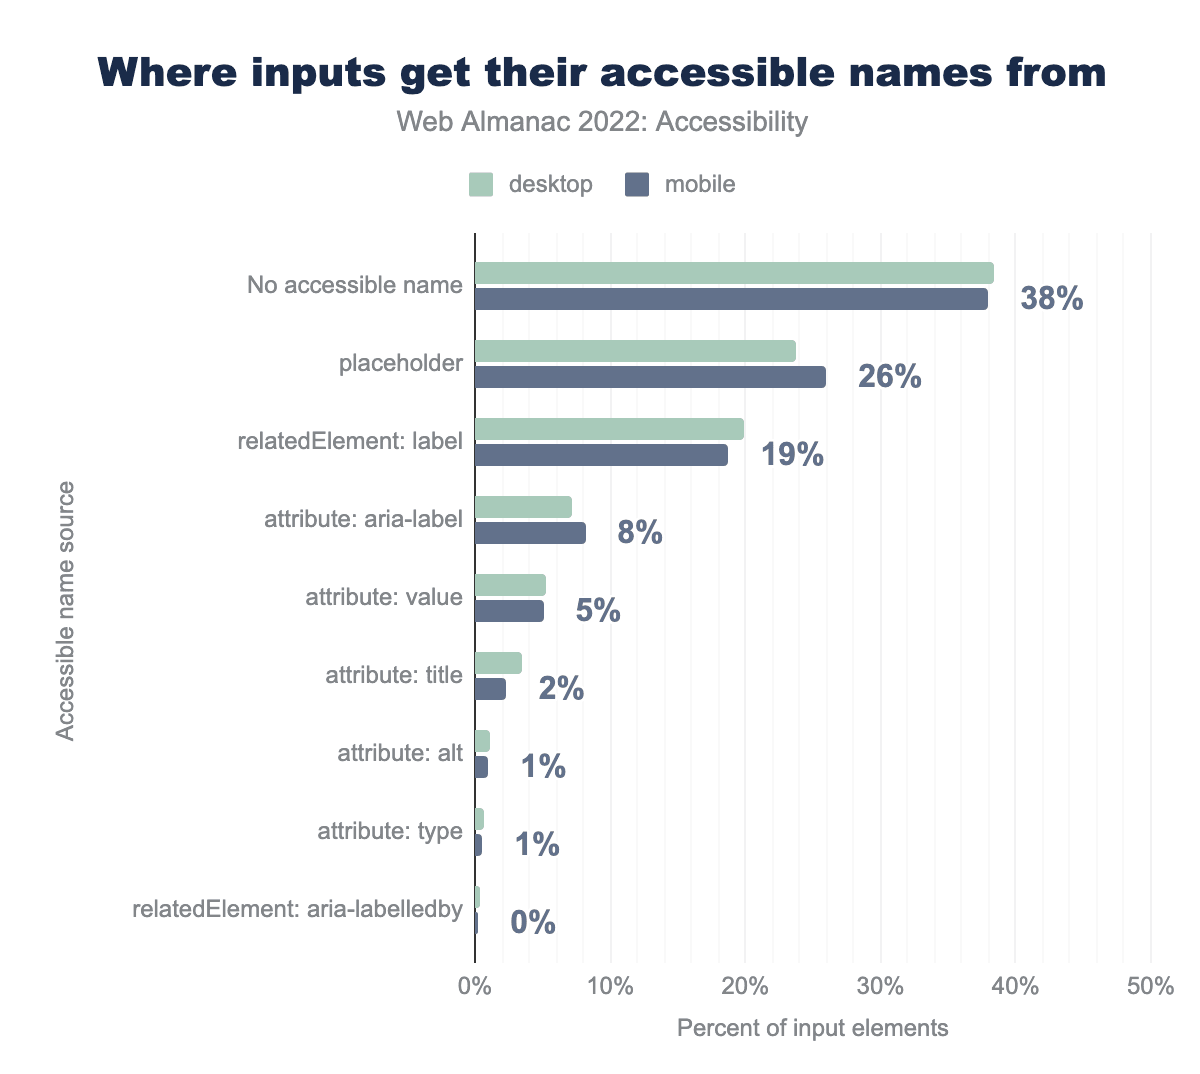 Where inputs get their accessible names from
Web Almanac 2022: Accessibility
desktop
mobile
No accessible name
38%
placeholder
26%
relatedElement: label
19%
attribute: aria-label
8%
attribute: value
5%
attribute: title
2%
attribute: alt
1%
attribute: type
1%
relatedElement: aria-labelledby
0%
Accessible name source
0% 10% 20% 30% 40% 50%
Percent of input elements